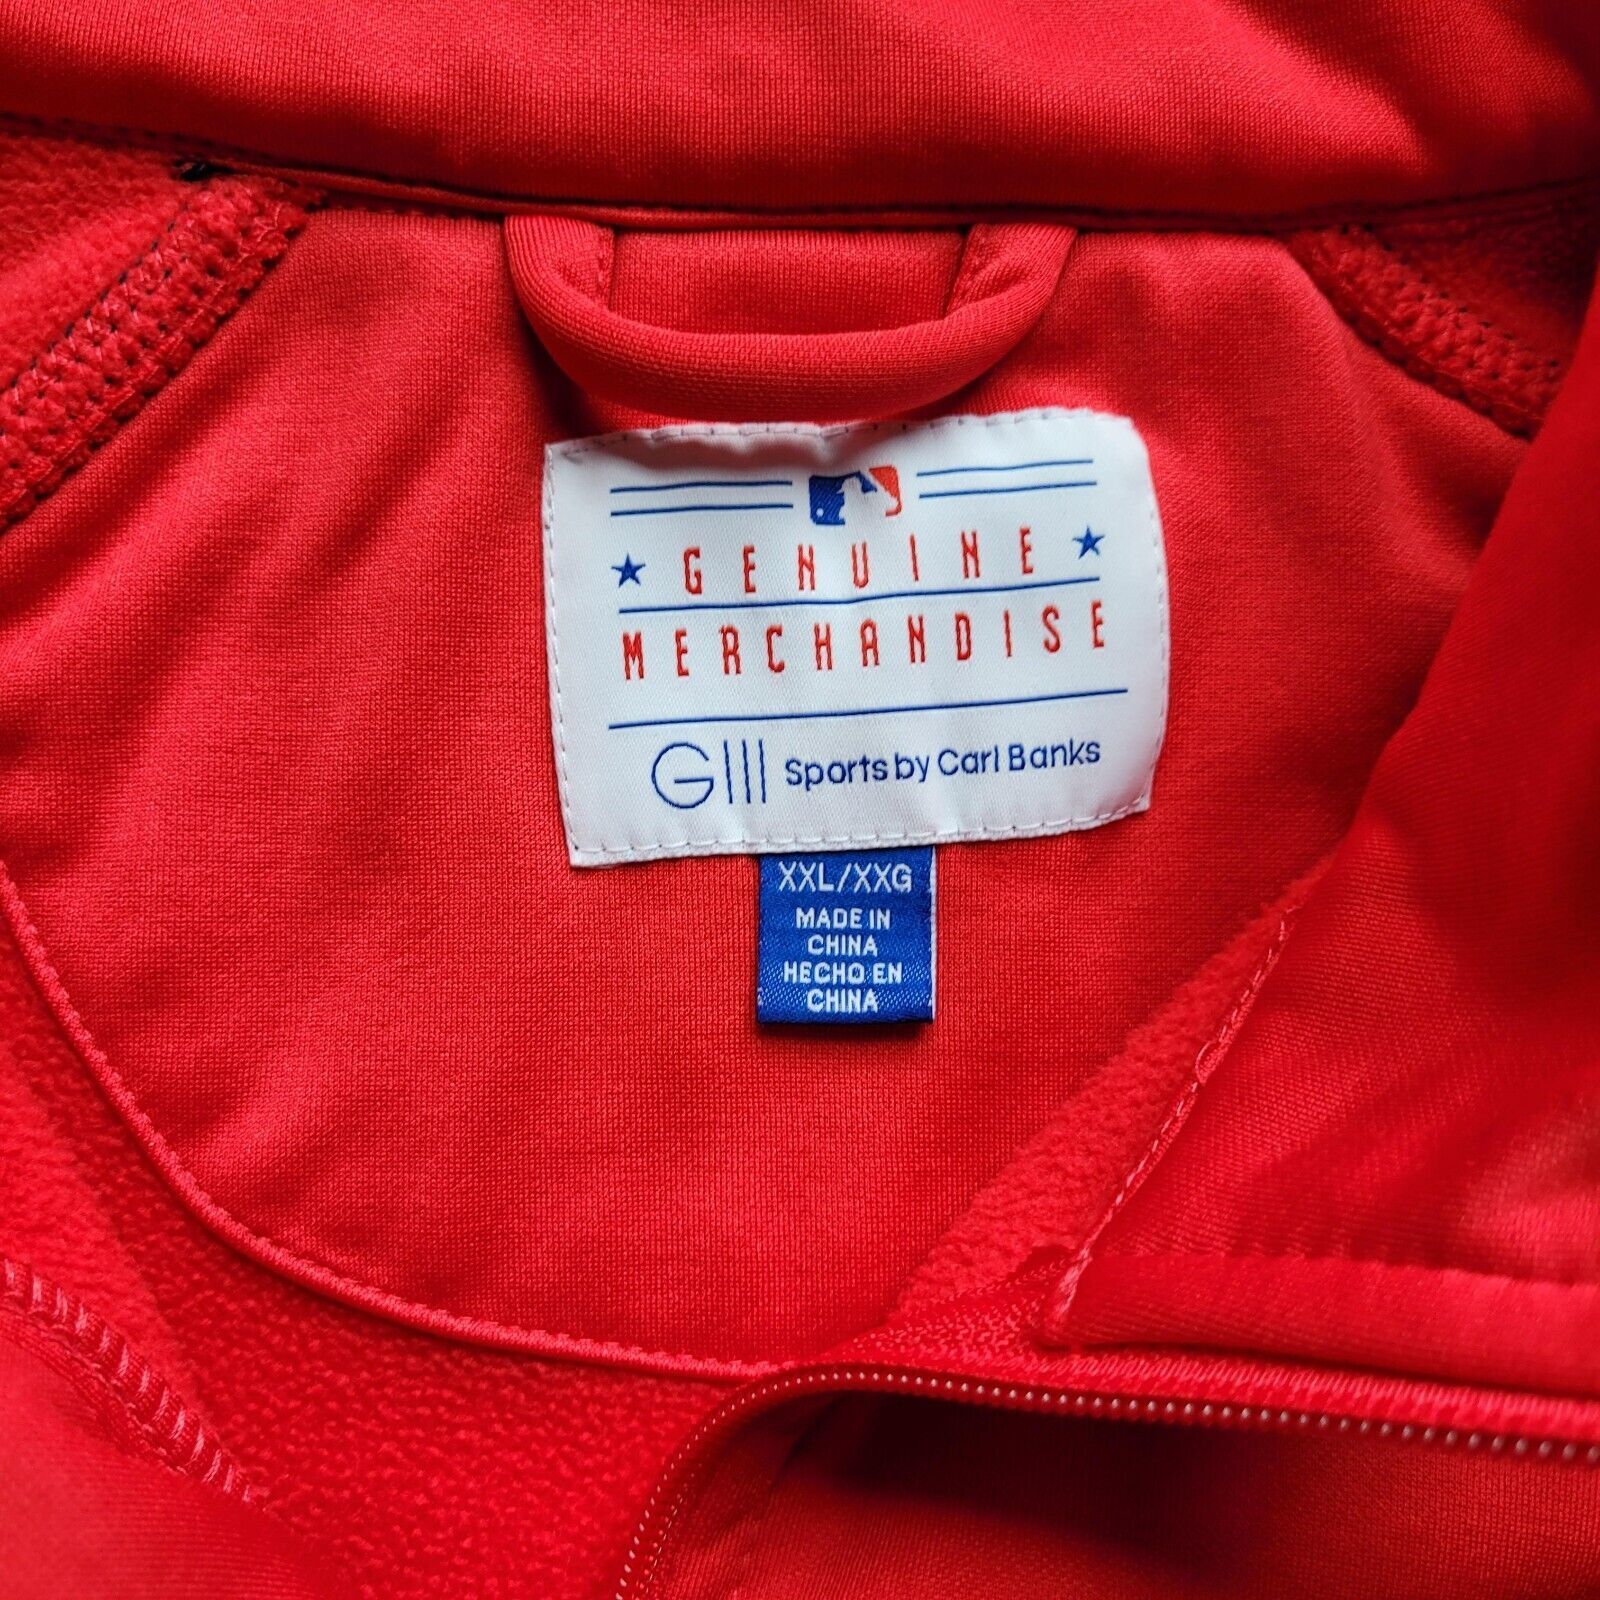 GENUINE
MERCHANDISE
GIII Sports by Carl Banks
XXL/XXG
MADE IN
CHINA
HECHO EN
CHINA